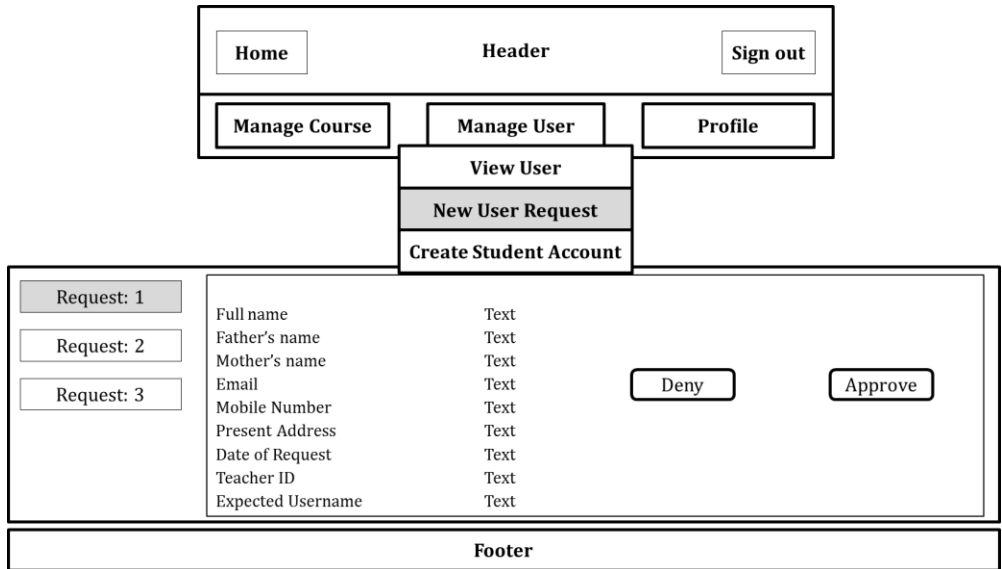 Home Header Sign out
Manage Course Manage User Profile
View User
New User Request
Create Student Account
Request: 1
Request: 2
Request: 3
Full name Text
Father’s name Text
Mother’s name Text
Email Text
Mobile Number Text
Present Address Text
Date of Request Text
Teacher ID Text
Expected Username Text
Deny Approve
Footer